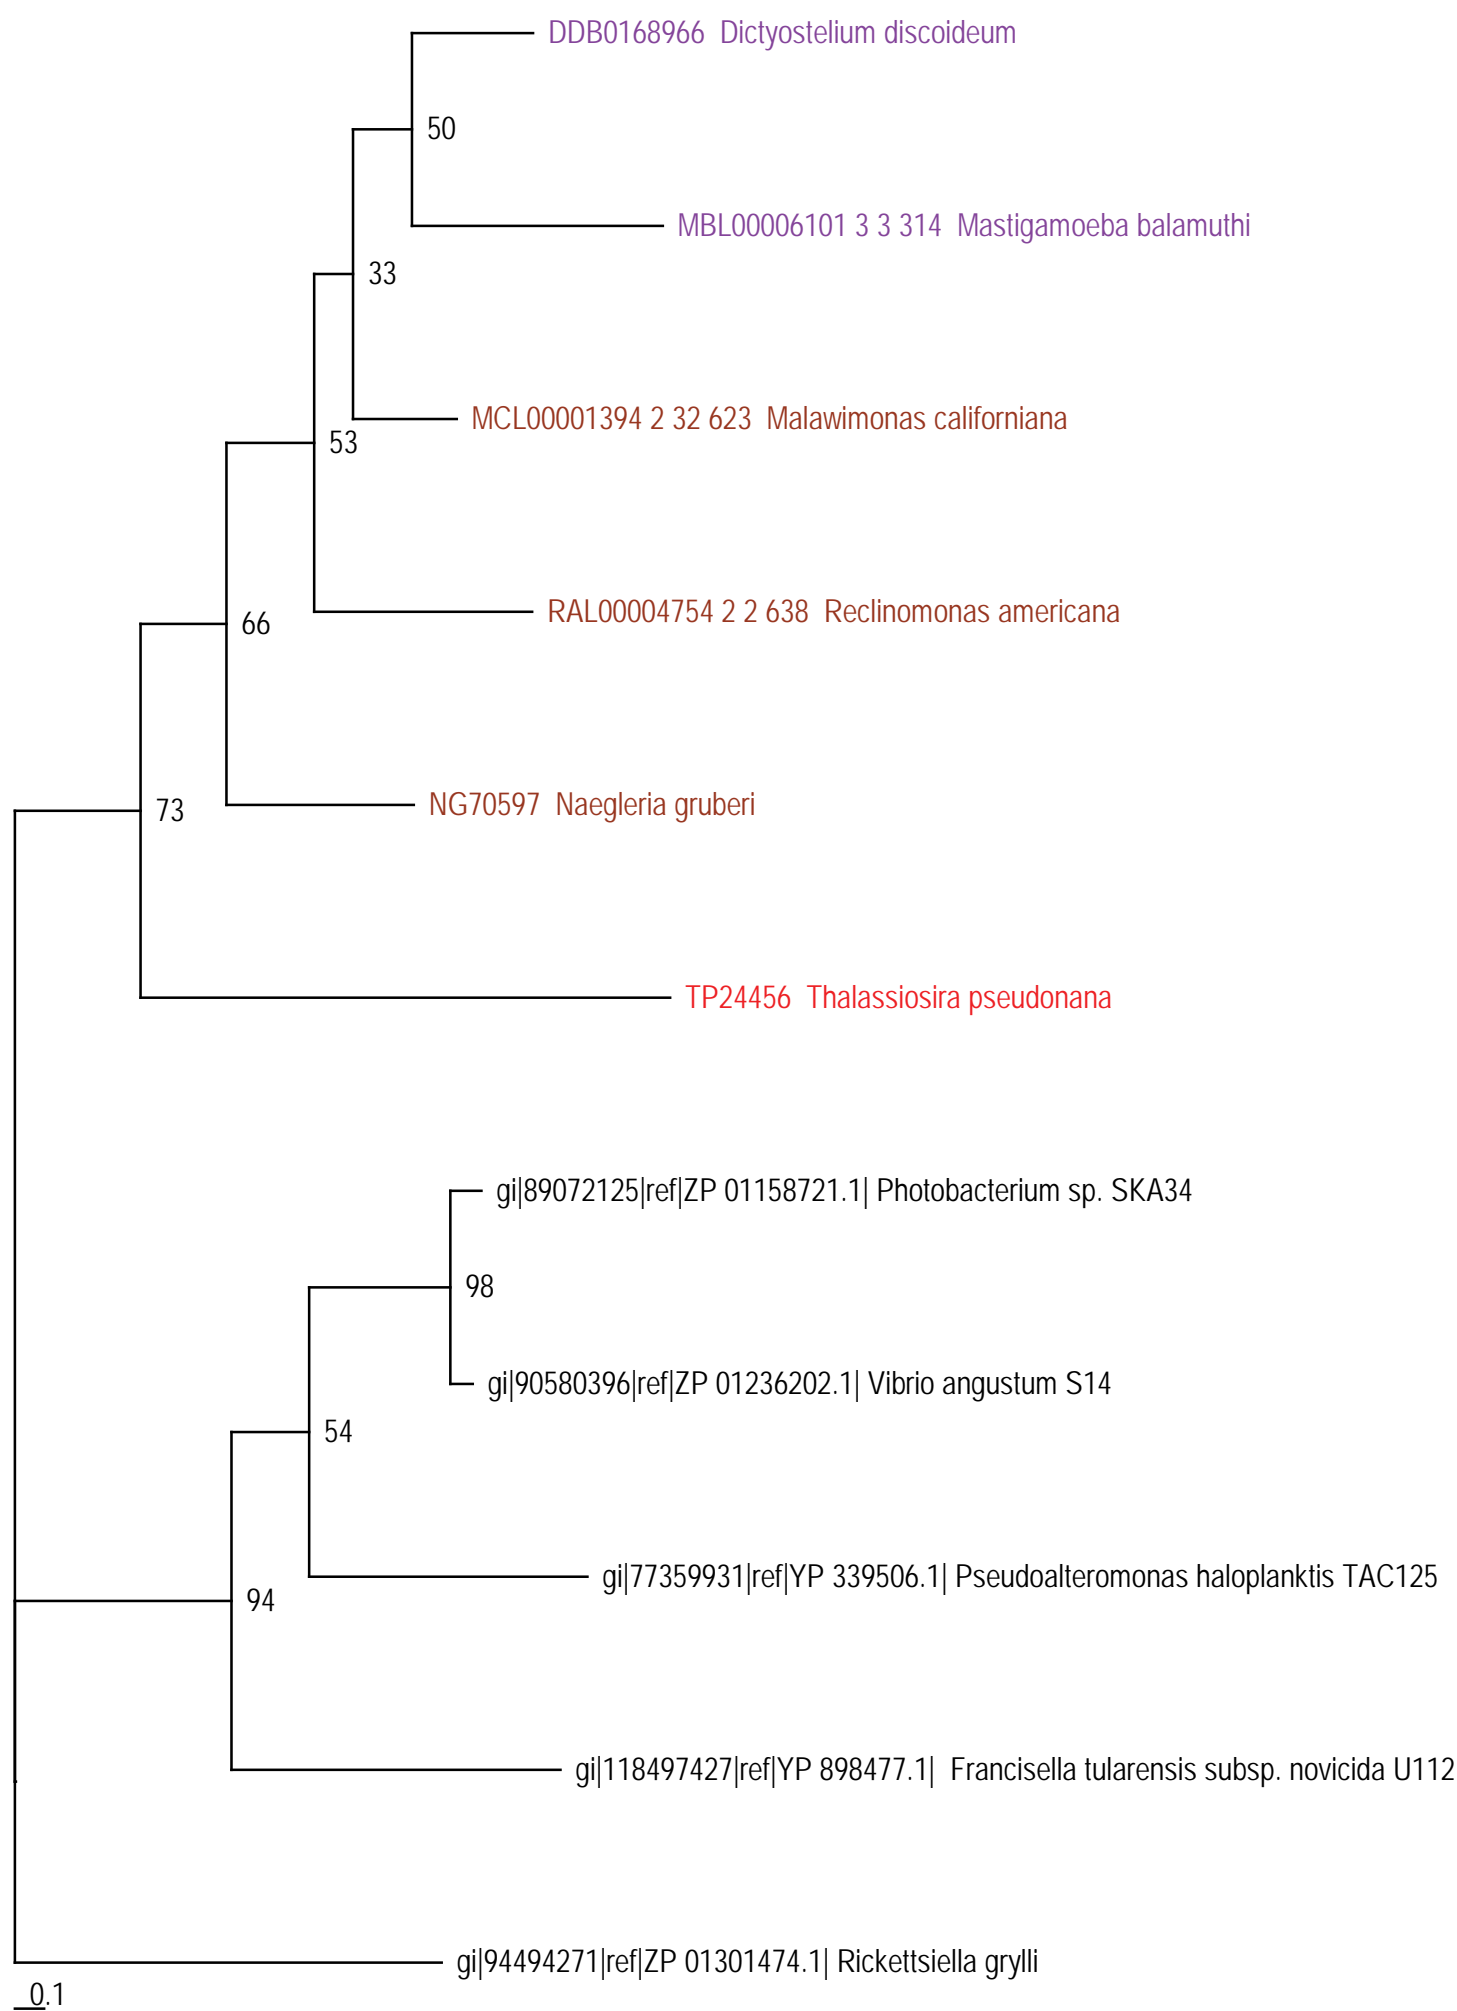 DDB0168966 Dictyostelium discoideum
50
MBL00006101 3 3 314 Mastigamoeba balamuthi
33
MCL00001394 2 32 623 Malawimonas californiana
53
RAL00004754 2 2 638 Reclinomonas americana
66
NG70597 Naegleria gruberi
73
TP24456 Thalassiosira pseudonana
gi|89072125|ref|ZP 01158721.1| Photobacterium sp. SKA34
98
gi|90580396|ref|ZP 01236202.1| Vibrio angustum S14
54
gi|77359931|ref|YP 339506.1| Pseudoalteromonas haloplanktis TAC125
94
gi|118497427|ref|YP 898477.1| Francisella tularensis subsp. novicida U112
gi|94494271|ref|ZP 01301474.1| Rickettsiella grylli
0.1